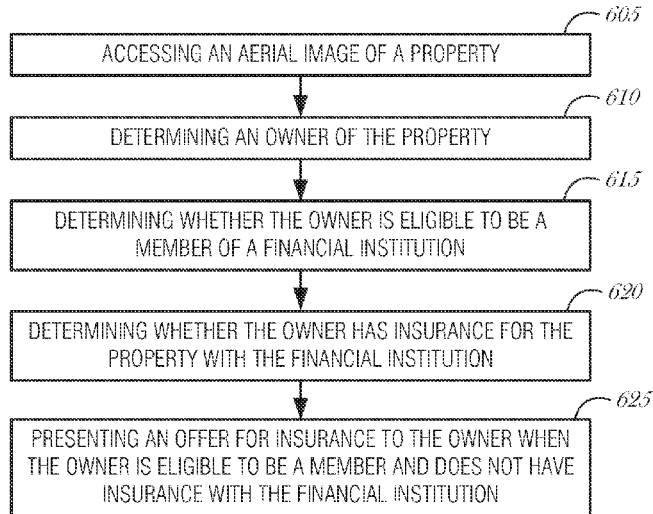 605
ACCESSING AN AERIAL IMAGE OF A PROPERTY
610
DETERMINING AN OWNER OF THE PROPERTY
615
DETERMINING WHETHER THE OWNER IS ELIGIBLE TO BE A
MEMBER OF A FINANCIAL INSTITUTION
620
DETERMINING WHETHER THE OWNER HAS INSURANCE FOR THE
PROPERTY WITH THE FINANCIAL INSTITUTION
625
PRESENTING AN OFFER FOR INSURANCE TO THE OWNER WHEN
THE OWNER IS ELIGIBLE TO BE A MEMBER AND DOES NOT HAVE
INSURANCE WITH THE FINANCIAL INSTITUTION